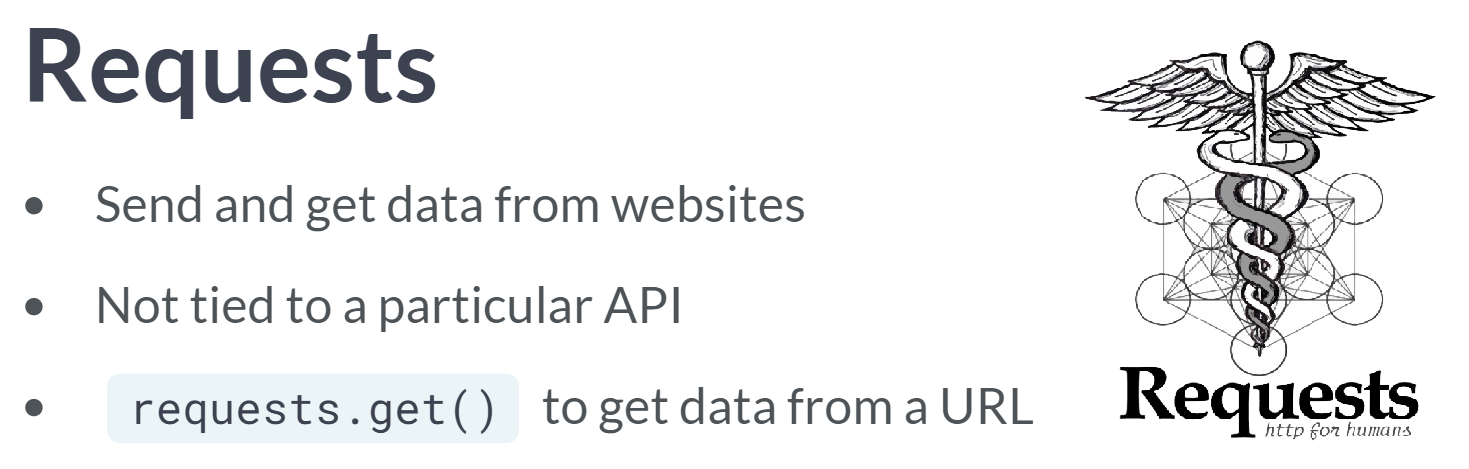 Requests
• Send and get data from websites
• Not tied to a particular API
• requests.get() to get data from a URL
Requests
http for humans